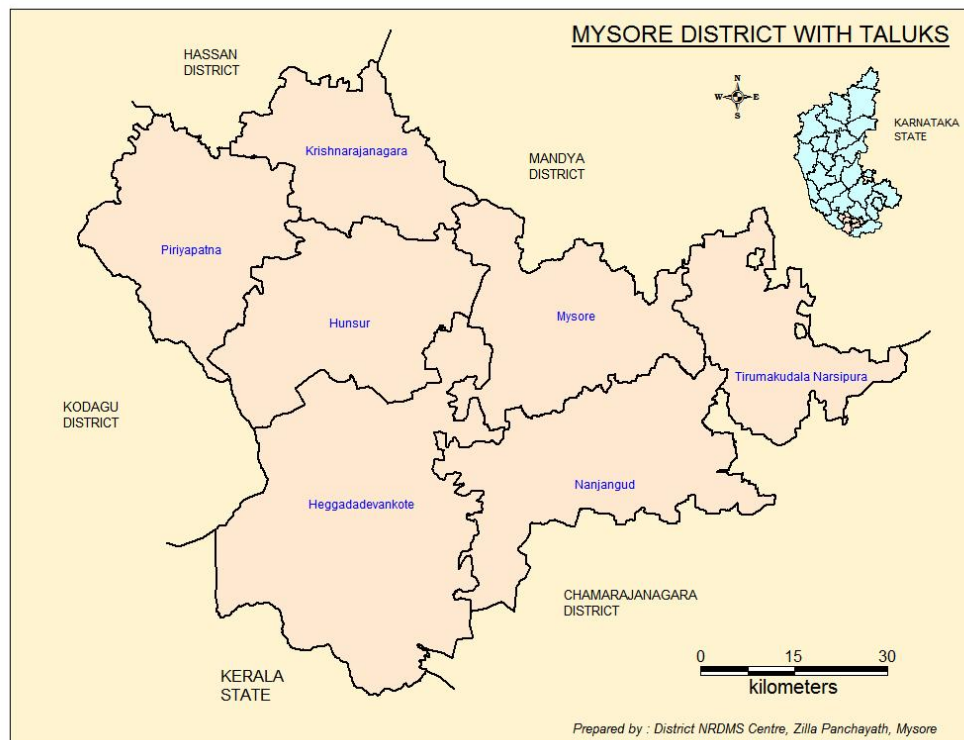 MYSORE DISTRICT WITH TALUKS
HASSAN
DISTRICT
N
W E
S
KARNATAKA
STATE
Krishnarajanagara
MANDYA
DISTRICT
Piriyapatna
Hunsur
Mysore
Tirumakudala Narsipura
KODAGU
DISTRICT
Heggadadevankote
Nanjangud
CHAMARAJANAGARA
DISTRICT
KERALA
STATE
0 15 30
kilometers
Prepared by : District NRDMS Centre, Zilla Panchayath, Mysore